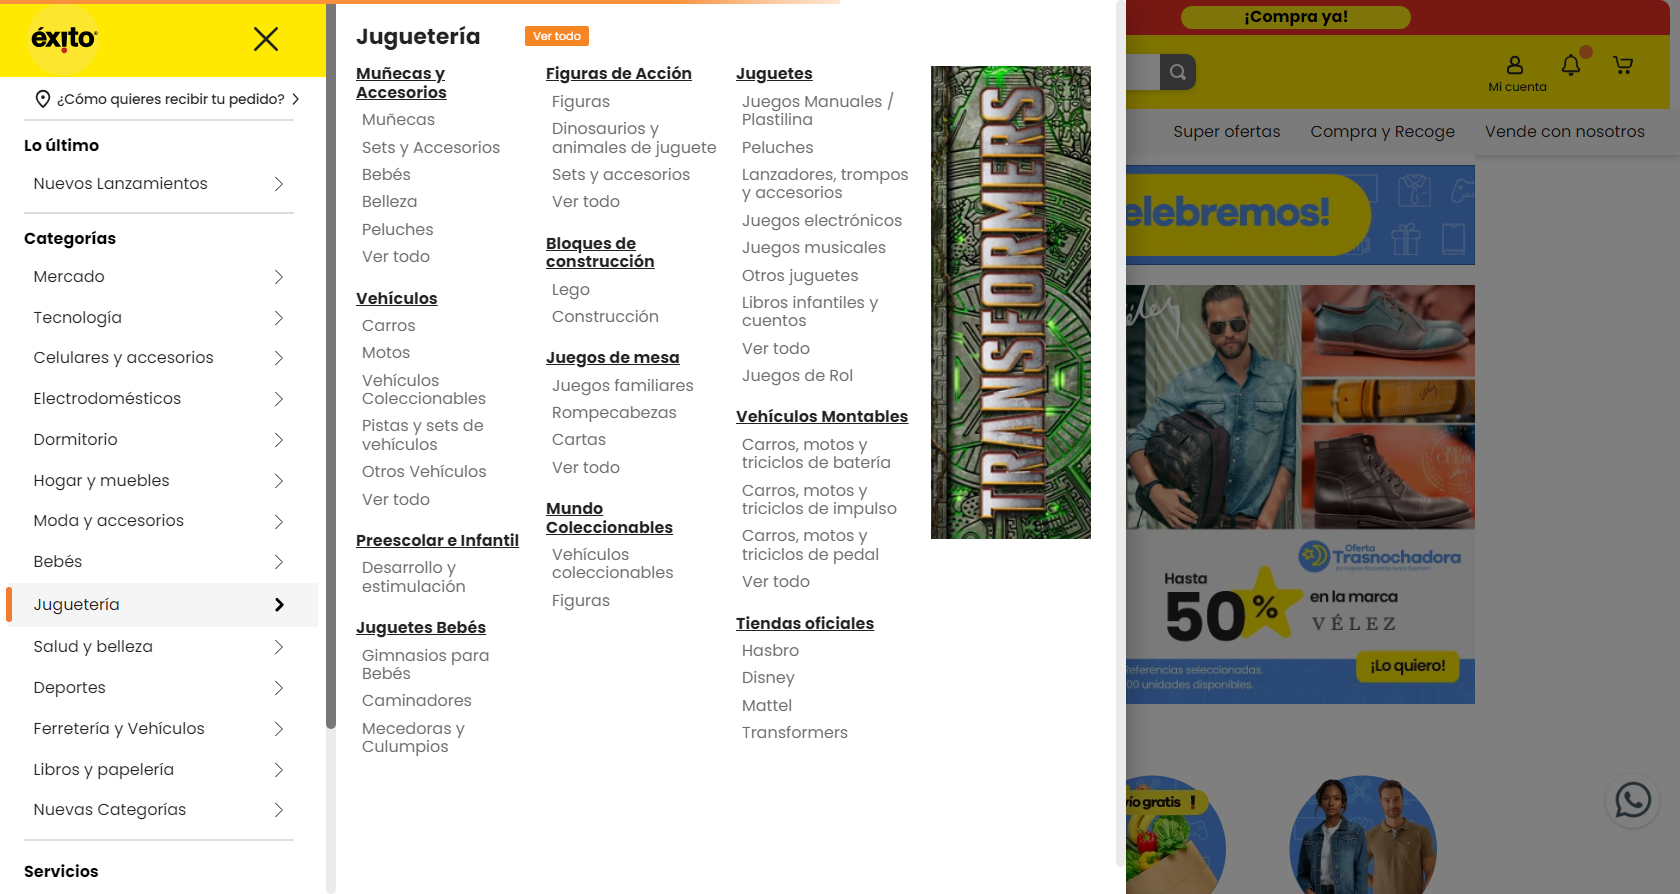 éxito
¿Cómo quieres recibir tu pedido?
Lo último
Nuevos Lanzamientos
Categorías
Mercado
Tecnología
Celulares y accesorios
Electrodomésticos
Dormitorio
Hogar y muebles
Moda y accesorios
Bebés
Juguetería
Salud y belleza
Deportes
Ferretería y Vehículos
Libros y papelería
Nuevas Categorías
Servicios
Juguetería
Ver todo
Muñecas y
Accesorios
Muñecas
Sets y Accesorios
Bebés
Belleza
Peluches
Ver todo
Vehículos
Carros
Motos
Vehículos
Coleccionables
Pistas y sets de
vehículos
Otros Vehículos
Ver todo
Preescolar e Infantil
Desarrollo y
estimulación
Juguetes Bebés
Gimnasios para
Bebés
Caminadores
Mecedoras y
Culumpios
Figuras de Acción
Figuras
Dinosaurios y
animales de juguete
Sets y accesorios
Ver todo
Bloques de
construcción
Lego
Construcción
Juegos de mesa
Juegos familiares
Rompecabezas
Cartas
Ver todo
Mundo
Coleccionables
Vehículos
coleccionables
Figuras
Juguetes
Juegos Manuales /
Plastilina
Peluches
Lanzadores, trompos
y accesorios
Juegos electrónicos
Juegos musicales
Otros juguetes
Libros infantiles y
cuentos
Ver todo
Juegos de Rol
Vehículos Montables
Carros, motos y
triciclos de batería
Carros, motos y
triciclos de impulso
Carros, motos y
triciclos de pedal
Ver todo
Tiendas oficiales
Hasbro
Disney
Mattel
Transformers
TRANSFORMERS
¡Compra ya!
Mi cuenta
Super ofertas
Compra y Recoge
Vende con nosotros
elebremos!
Oferta
Trasnochadora
Hasta
50%
en la marca
VÉLEZ
¡Lo quiero!
eferencias seleccionadas.
00 unidades disponibles.
ío gratis !